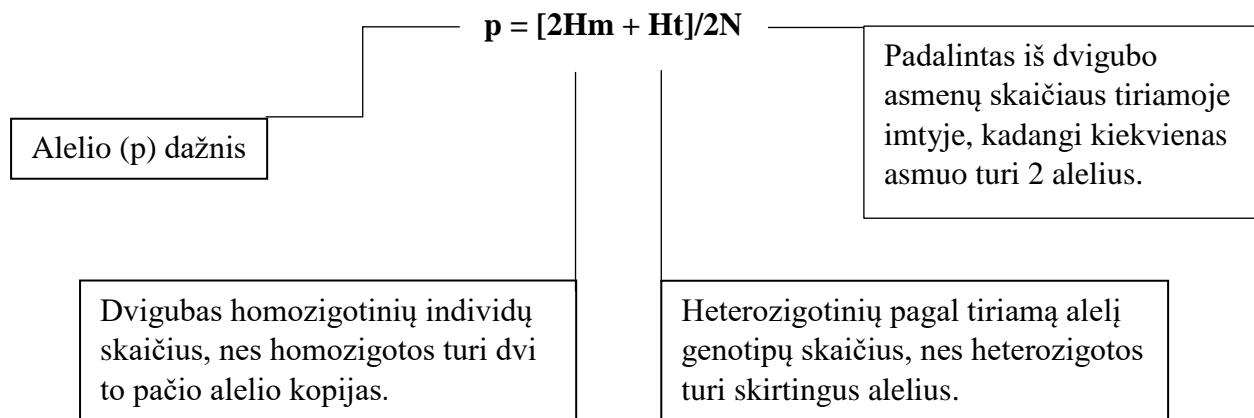 p = [2Hm + Ht]/2N
Padalintas iš dvigubo
asmenų skaičiaus tiriamoje
imtyje, kadangi kiekvienas
asmuo turi 2 alelius.
Alelio (p) dažnis
Dvigubas homozigotinių individų
skaičius, nes homozigotos turi dvi
to pačio alelio kopijas.
Heterozigotinių pagal tiriamą alelį
genotipų skaičius, nes heterozigotos
turi skirtingus alelius.